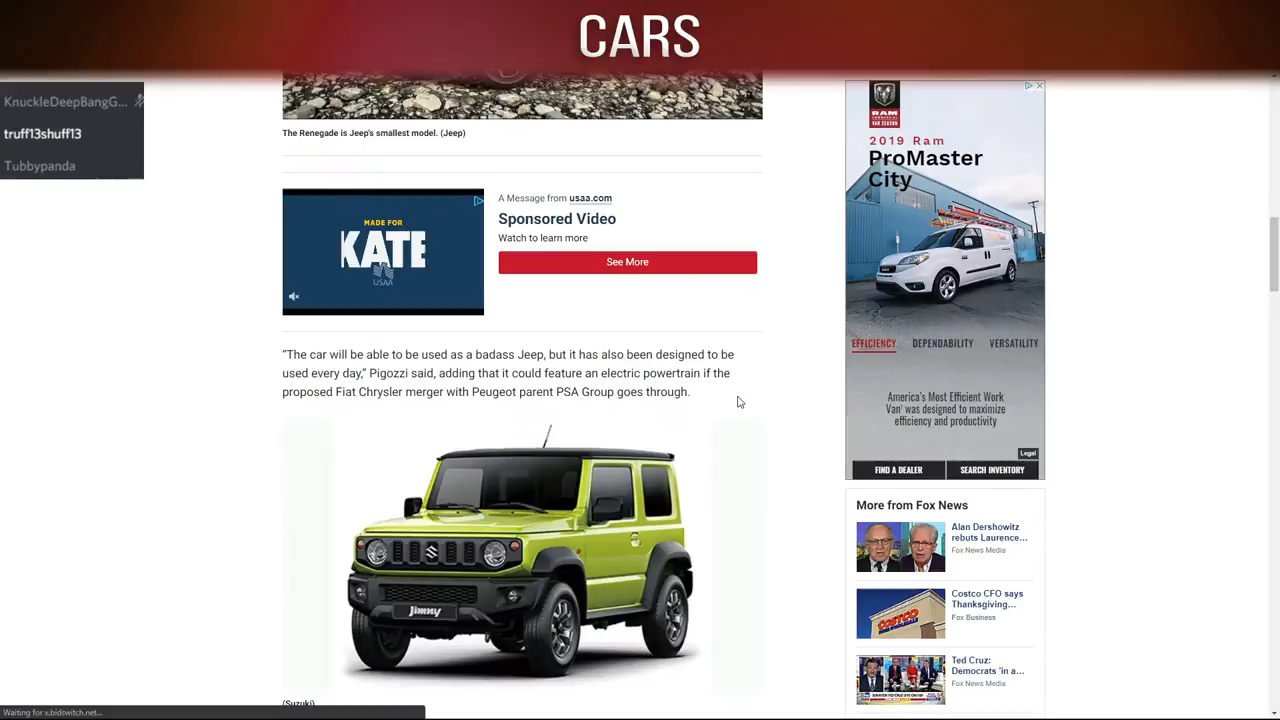 CARS
KnuckleDeepBangG...
truff13shuff13
Tubbypanda
The Renegade is Jeep's smallest model. (Jeep)
MADE FOR
KATE
USAA
A Message from usaa.com
Sponsored Video
Watch to learn more
See More
“The car will be able to be used as a badass Jeep, but it has also been designed to be
used every day,” Pigozzi said, adding that it could feature an electric powertrain if the
proposed Fiat Chrysler merger with Peugeot parent PSA Group goes through.
Jimny
(Suzuki)
RAM
2019 Ram
ProMaster
City
EFFICIENCY DEPENDABILITY VERSATILITY
America's Most Efficient Work
Van¹ was designed to maximize
efficiency and productivity
Legal
FIND A DEALER SEARCH INVENTORY
More from Fox News
Alan Dershowitz
rebuts Laurence...
Fox News Media
COSTCO
Costco CFO says
Thanksgiving...
Fox Business
Ted Cruz:
Democrats 'in a...
Fox News Media
Waiting for x.bidswitch.net...